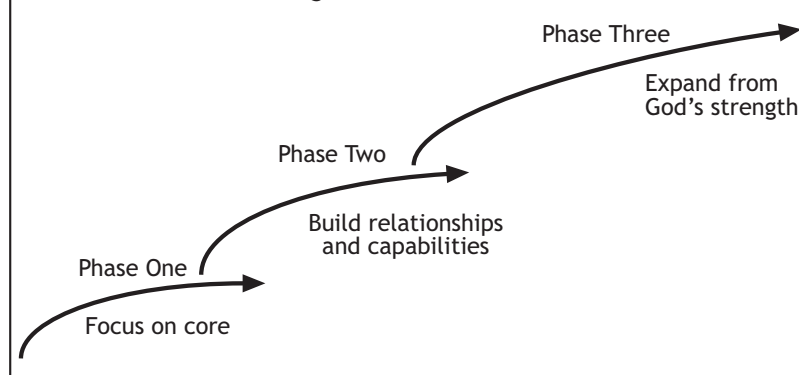 Phase Three
Expand from
God’s strength
Phase Two
Build relationships
and capabilities
Phase One
Focus on core